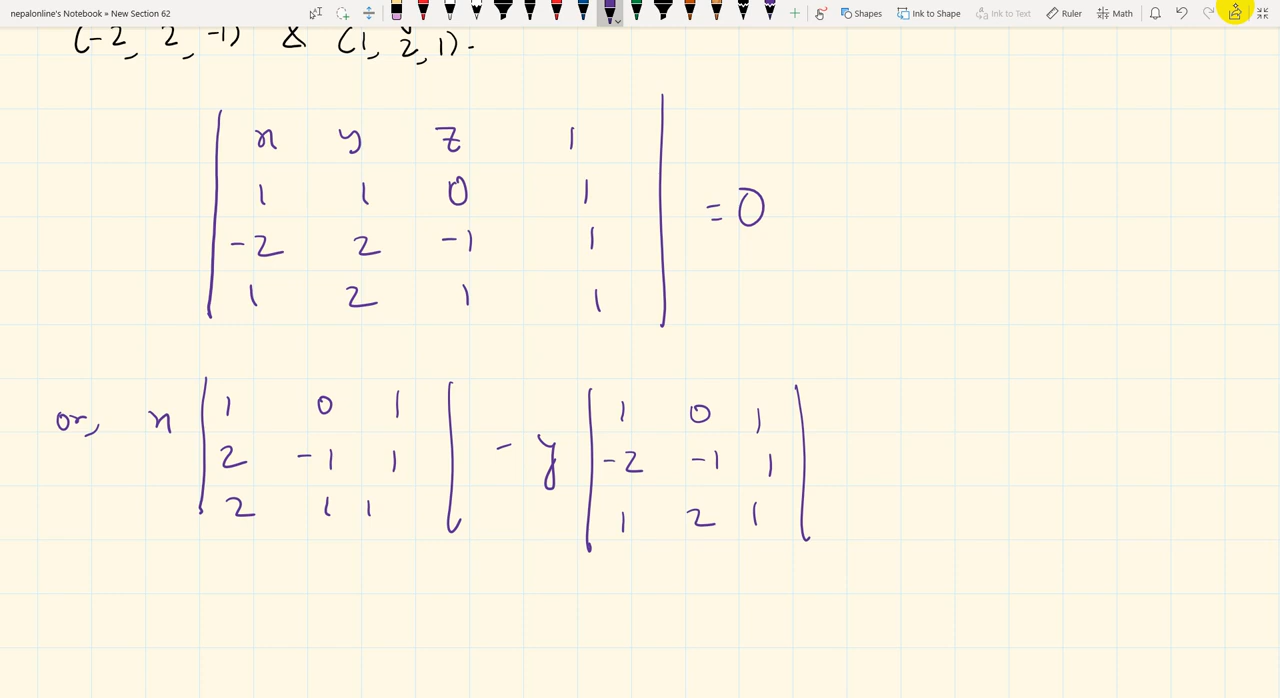 nepalonline's Notebook » New Section 62
Shapes Ink to Shape Ink to Text Ruler Math
(-2, 2, -1) & (1, 2, 1).
| x y z 1 |
| 1 1 0 1 | = 0
| -2 2 -1 1 |
| 1 2 1 1 |
or, x | 1 0 1 | - y | 1 0 1 |
| 2 -1 1 | | -2 -1 1 |
| 2 1 1 | | 1 2 1 |